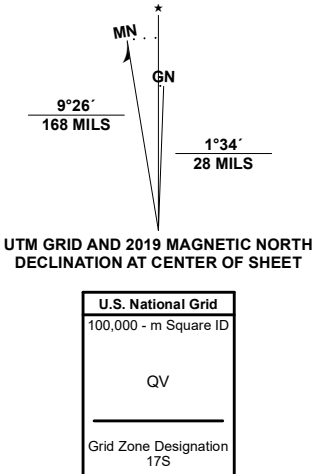 ★
MN
GN
9°26´
168 MILS
1°34´
28 MILS
UTM GRID AND 2019 MAGNETIC NORTH
DECLINATION AT CENTER OF SHEET
U.S. National Grid
100,000 - m Square ID
QV
Grid Zone Designation
17S